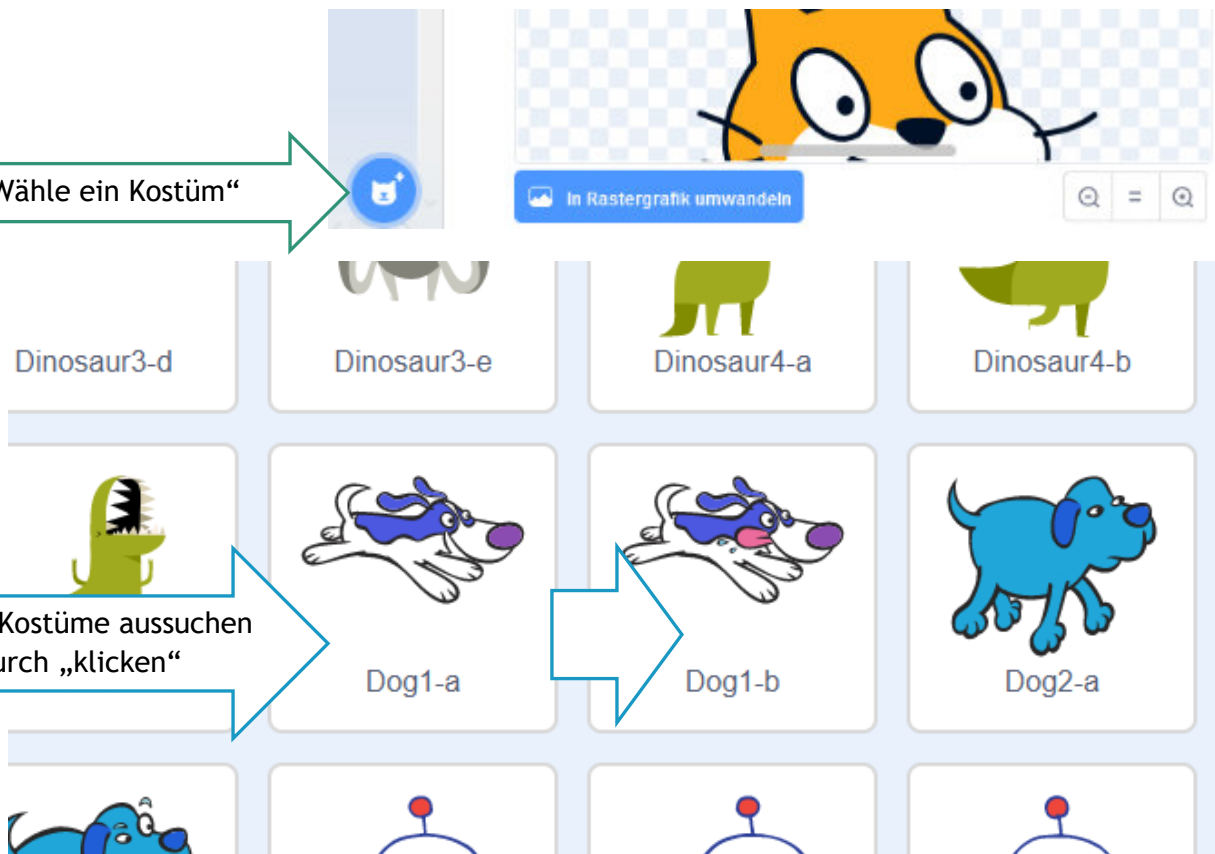 Wähle ein Kostüm“
In Rastergrafik umwandeln
Dinosaur3-d
Dinosaur3-e
Dinosaur4-a
Dinosaur4-b
Kostüme aussuchen
urch „klicken“
Dog1-a
Dog1-b
Dog2-a